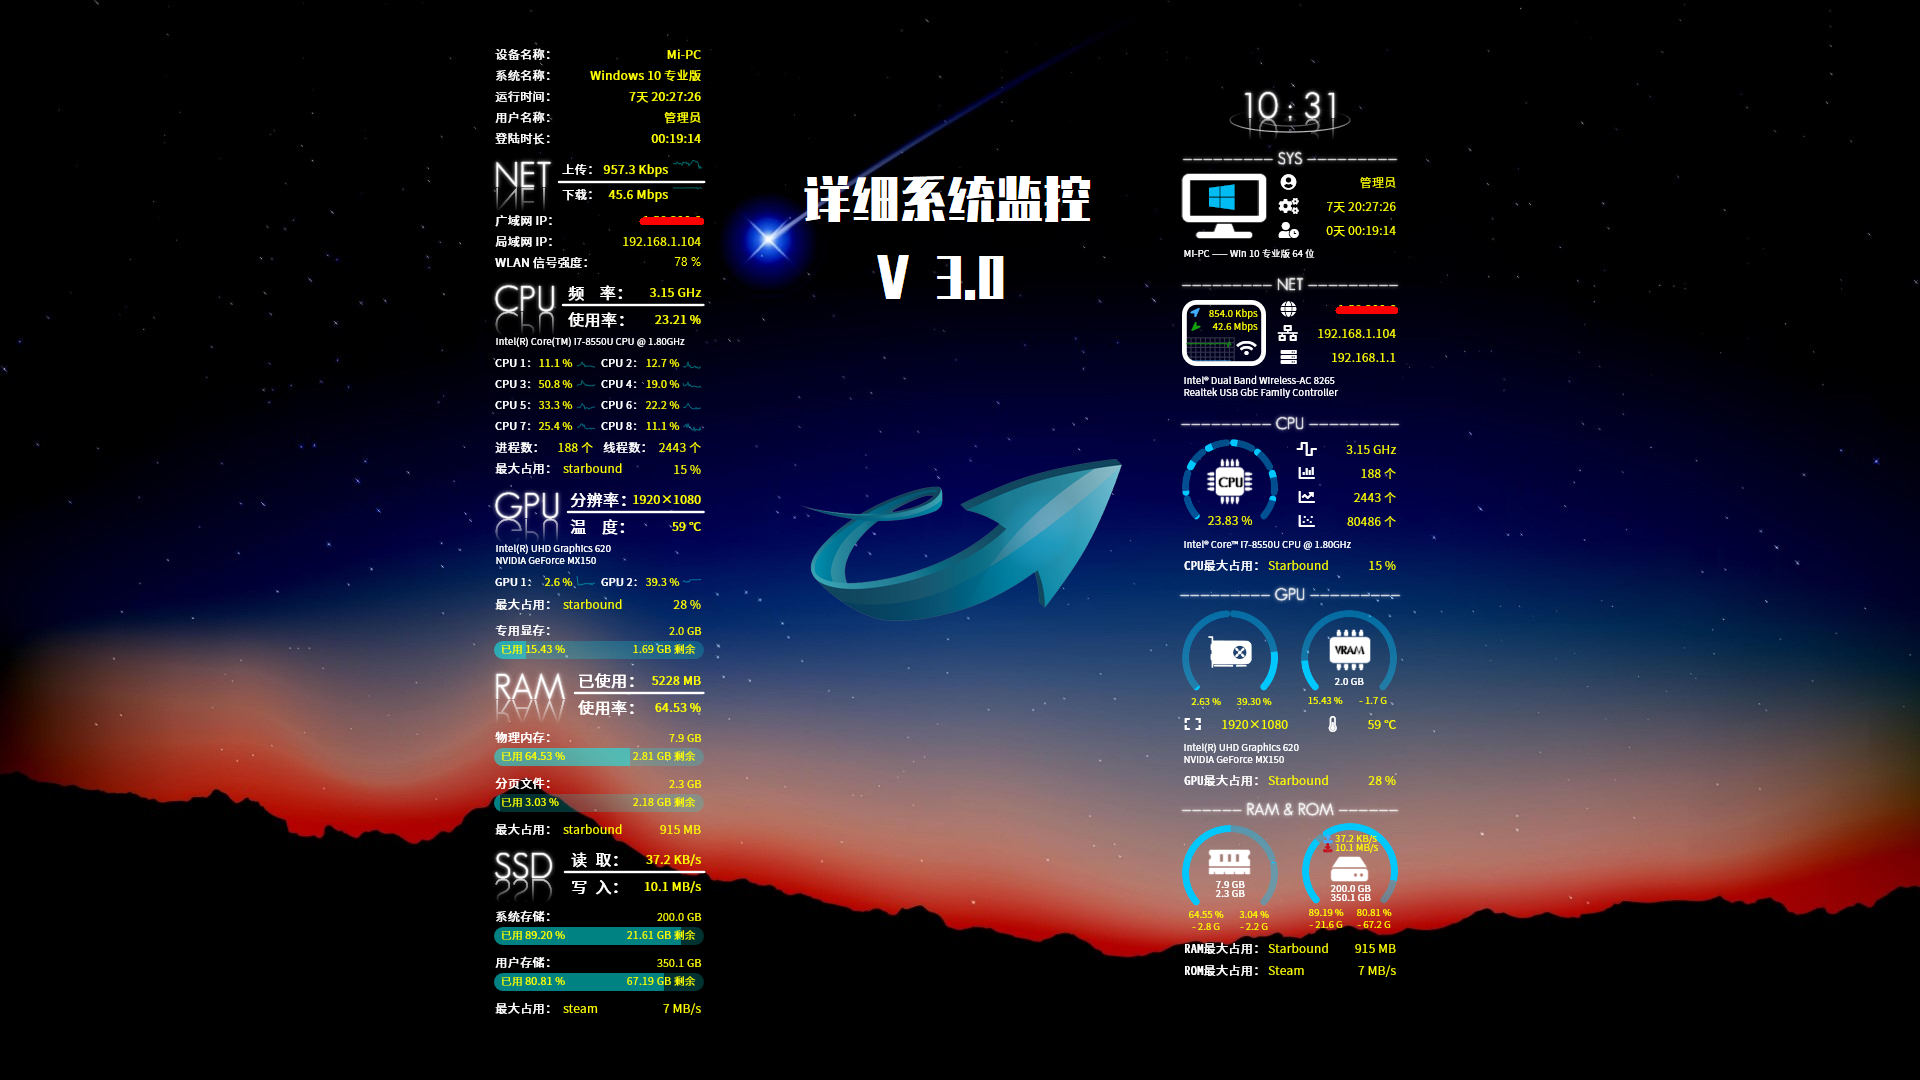 设备名称： Mi-PC
系统名称： Windows 10 专业版
运行时间： 7天 20:27:26
用户名称： 管理员
登陆时长： 00:19:14
NET 上传： 957.3 Kbps
下载： 45.6 Mbps
广域网 IP：
局域网 IP： 192.168.1.104
WLAN 信号强度： 78 %
CPU 频 率： 3.15 GHz
使用率： 23.21 %
Intel(R) Core(TM) i7-8550U CPU @ 1.80GHz
CPU 1： 11.1 % CPU 2： 12.7 %
CPU 3： 50.8 % CPU 4： 19.0 %
CPU 5： 33.3 % CPU 6： 22.2 %
CPU 7： 25.4 % CPU 8： 11.1 %
进程数： 188 个 线程数： 2443 个
最大占用： starbound 15 %
GPU 分辨率： 1920×1080
温 度： 59 °C
Intel(R) UHD Graphics 620
NVIDIA GeForce MX150
GPU 1： 2.6 % GPU 2： 39.3 %
最大占用： starbound 28 %
专用显存： 2.0 GB
已用 15.43 % 1.69 GB 剩余
RAM 已使用： 5228 MB
使用率： 64.53 %
物理内存： 7.9 GB
已用 64.53 % 2.81 GB 剩余
分页文件： 2.3 GB
已用 3.03 % 2.18 GB 剩余
最大占用： starbound 915 MB
SSD 读 取： 37.2 KB/s
写 入： 10.1 MB/s
系统存储： 200.0 GB
已用 89.20 % 21.61 GB 剩余
用户存储： 350.1 GB
已用 80.81 % 67.19 GB 剩余
最大占用： steam 7 MB/s
详细系统监控
V 3.0
10 : 31
SYS
管理员
7天 20:27:26
0天 00:19:14
Mi-PC —— Win 10 专业版 64 位
NET
854.0 Kbps
42.6 Mbps
192.168.1.104
192.168.1.1
Intel® Dual Band Wireless-AC 8265
Realtek USB GbE Family Controller
CPU
CPU
23.83 %
3.15 GHz
188 个
2443 个
80486 个
Intel® Core™ i7-8550U CPU @ 1.80GHz
CPU最大占用： Starbound 15 %
GPU
VRAM
2.0 GB
2.63 % 39.30 % 15.43 % - 1.7 G
1920×1080 59 °C
Intel(R) UHD Graphics 620
NVIDIA GeForce MX150
GPU最大占用： Starbound 28 %
RAM & ROM
7.9 GB
2.3 GB
64.55 % 3.04 %
- 2.8 G - 2.2 G
37.2 KB/s
10.1 MB/s
200.0 GB
350.1 GB
89.19 % 80.81 %
- 21.6 G - 67.2 G
RAM最大占用： Starbound 915 MB
ROM最大占用： Steam 7 MB/s